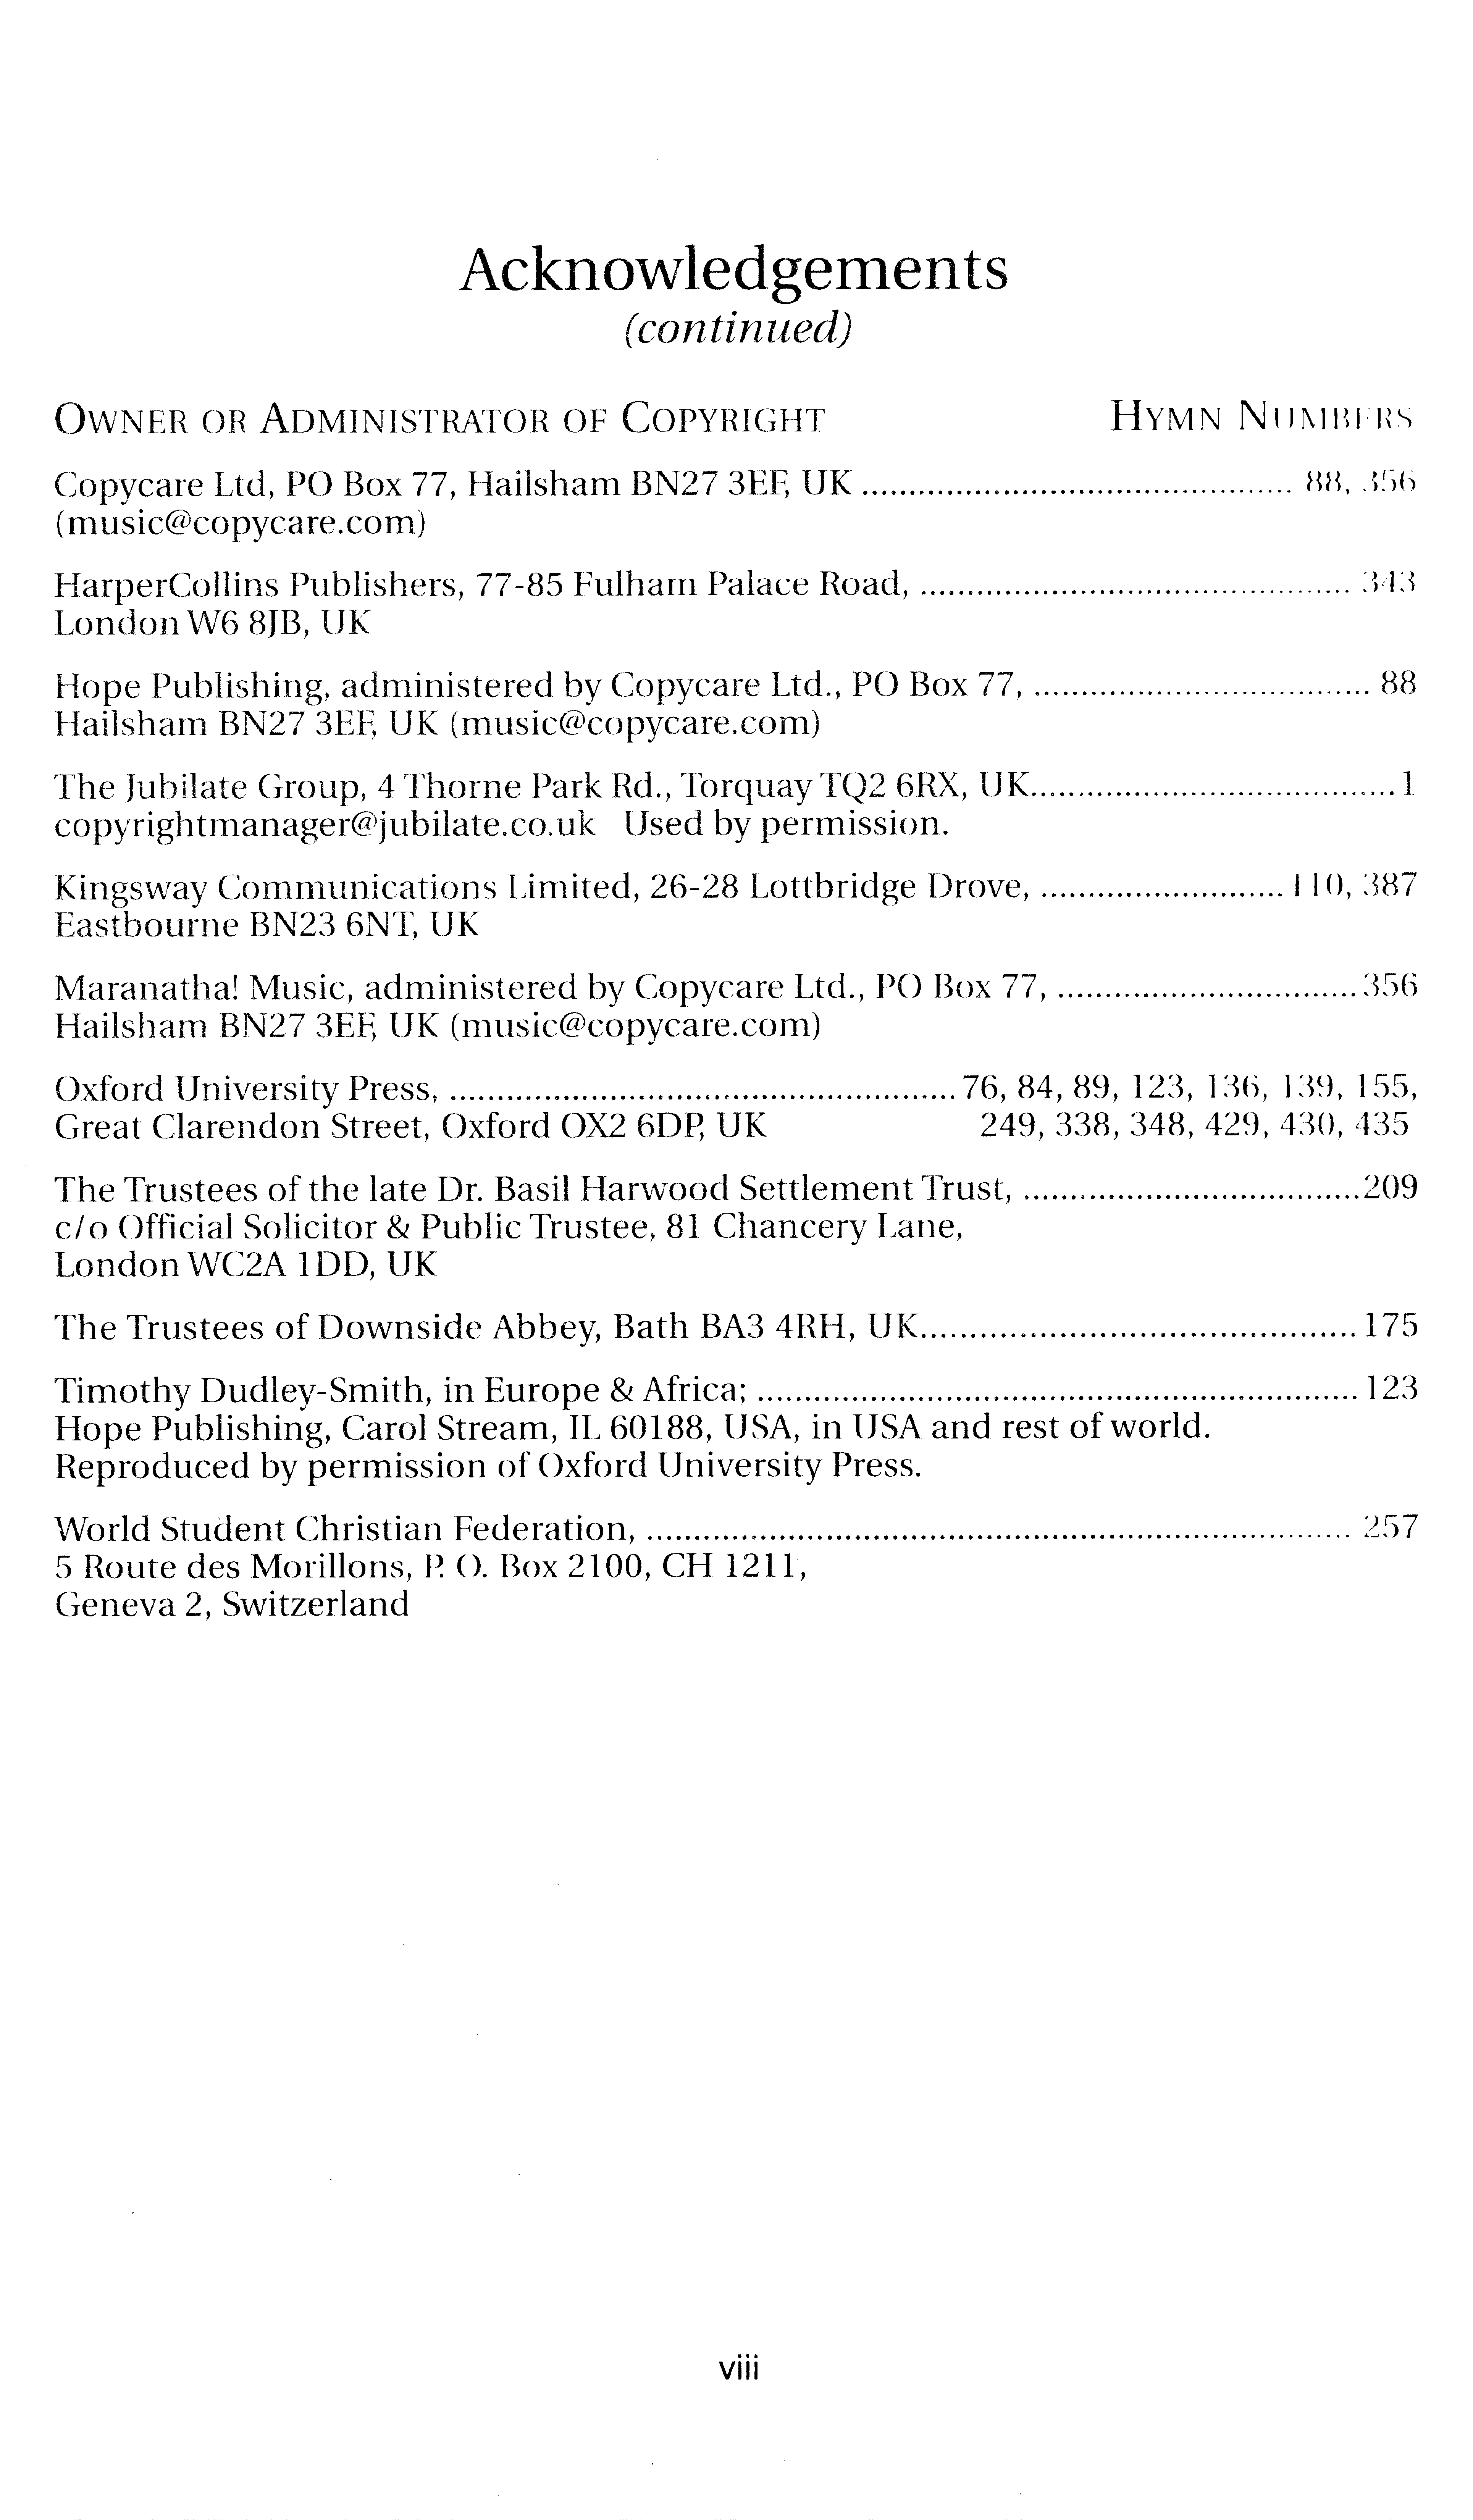 Acknowledgements
(continued)
OWNER OR ADMINISTRATOR OF COPYRIGHT HYMN NUMBERS
Copycare Ltd, PO Box 77, Hailsham BN27 3EF, UK .............................................. 88, 356
(music@copycare.com)
HarperCollins Publishers, 77-85 Fulham Palace Road, .............................................. 343
London W6 8JB, UK
Hope Publishing, administered by Copycare Ltd., PO Box 77, .................................... 88
Hailsham BN27 3EF, UK (music@copycare.com)
The Jubilate Group, 4 Thorne Park Rd., Torquay TQ2 6RX, UK.......................................1
copyrightmanager@jubilate.co.uk Used by permission.
Kingsway Communications Limited, 26-28 Lottbridge Drove, .......................... 110, 387
Eastbourne BN23 6NT, UK
Maranatha! Music, administered by Copycare Ltd., PO Box 77, ................................356
Hailsham BN27 3EF, UK (music@copycare.com)
Oxford University Press, ......................................................76, 84, 89, 123, 136, 139, 155,
Great Clarendon Street, Oxford OX2 6DP, UK 249, 338, 348, 429, 430, 435
The Trustees of the late Dr. Basil Harwood Settlement Trust, ....................................209
c/o Official Solicitor & Public Trustee, 81 Chancery Lane,
London WC2A 1DD, UK
The Trustees of Downside Abbey, Bath BA3 4RH, UK...............................................175
Timothy Dudley-Smith, in Europe & Africa; ................................................................123
Hope Publishing, Carol Stream, IL 60188, USA, in USA and rest of world.
Reproduced by permission of Oxford University Press.
World Student Christian Federation, ........................................................................... 257
5 Route des Morillons, P. O. Box 2100, CH 1211,
Geneva 2, Switzerland
viii